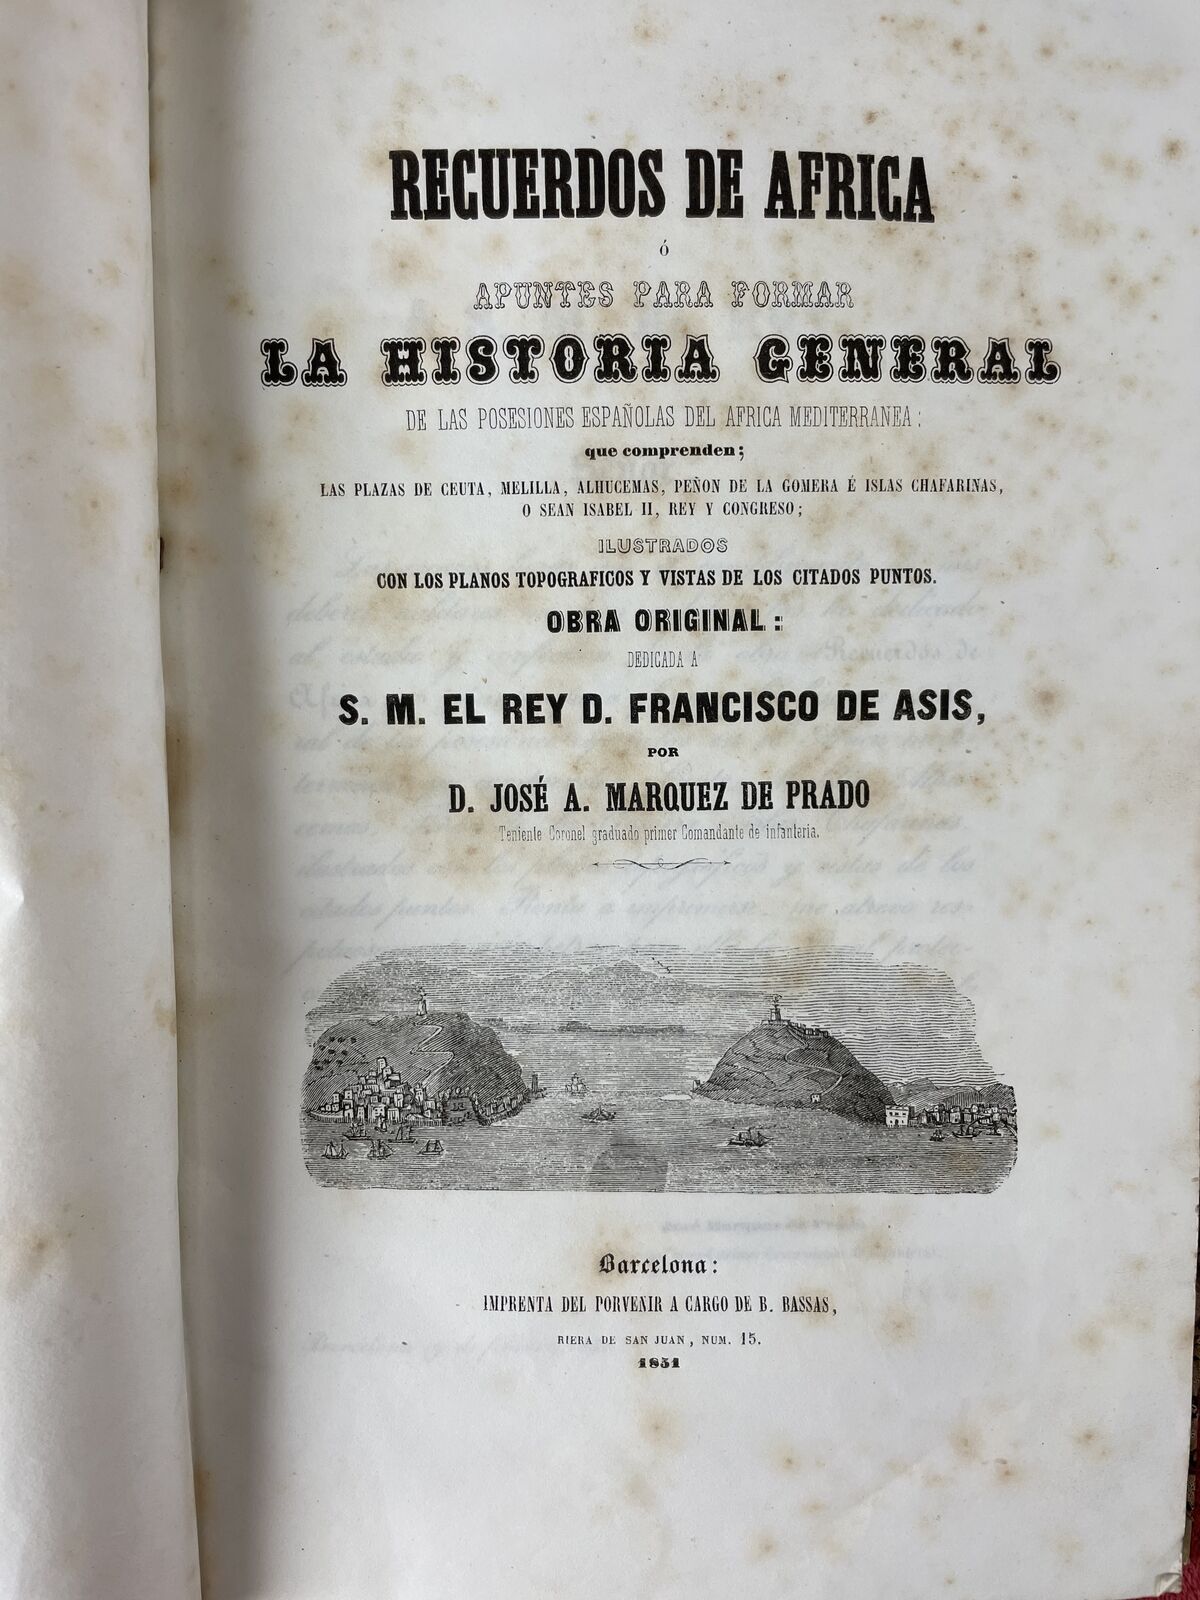 RECUERDOS DE AFRICA
ó
APUNTES PARA FORMAR
LA HISTORIA GENERAL
DE LAS POSESIONES ESPAÑOLAS DEL AFRICA MEDITERRANEA:
que comprenden;
LAS PLAZAS DE CEUTA, MELILLA, ALHUCEMAS, PEÑON DE LA GOMERA É ISLAS CHAFARINAS,
O SEAN ISABEL II, REY Y CONGRESO;
ILUSTRADOS
CON LOS PLANOS TOPOGRAFICOS Y VISTAS DE LOS CITADOS PUNTOS.
OBRA ORIGINAL:
DEDICADA A
S. M. EL REY D. FRANCISCO DE ASIS,
POR
D. JOSÉ A. MARQUEZ DE PRADO
Teniente Coronel graduado primer Comandante de infanteria.
Barcelona:
IMPRENTA DEL PORVENIR A CARGO DE B. BASSAS,
RIERA DE SAN JUAN, NUM. 15.
1851